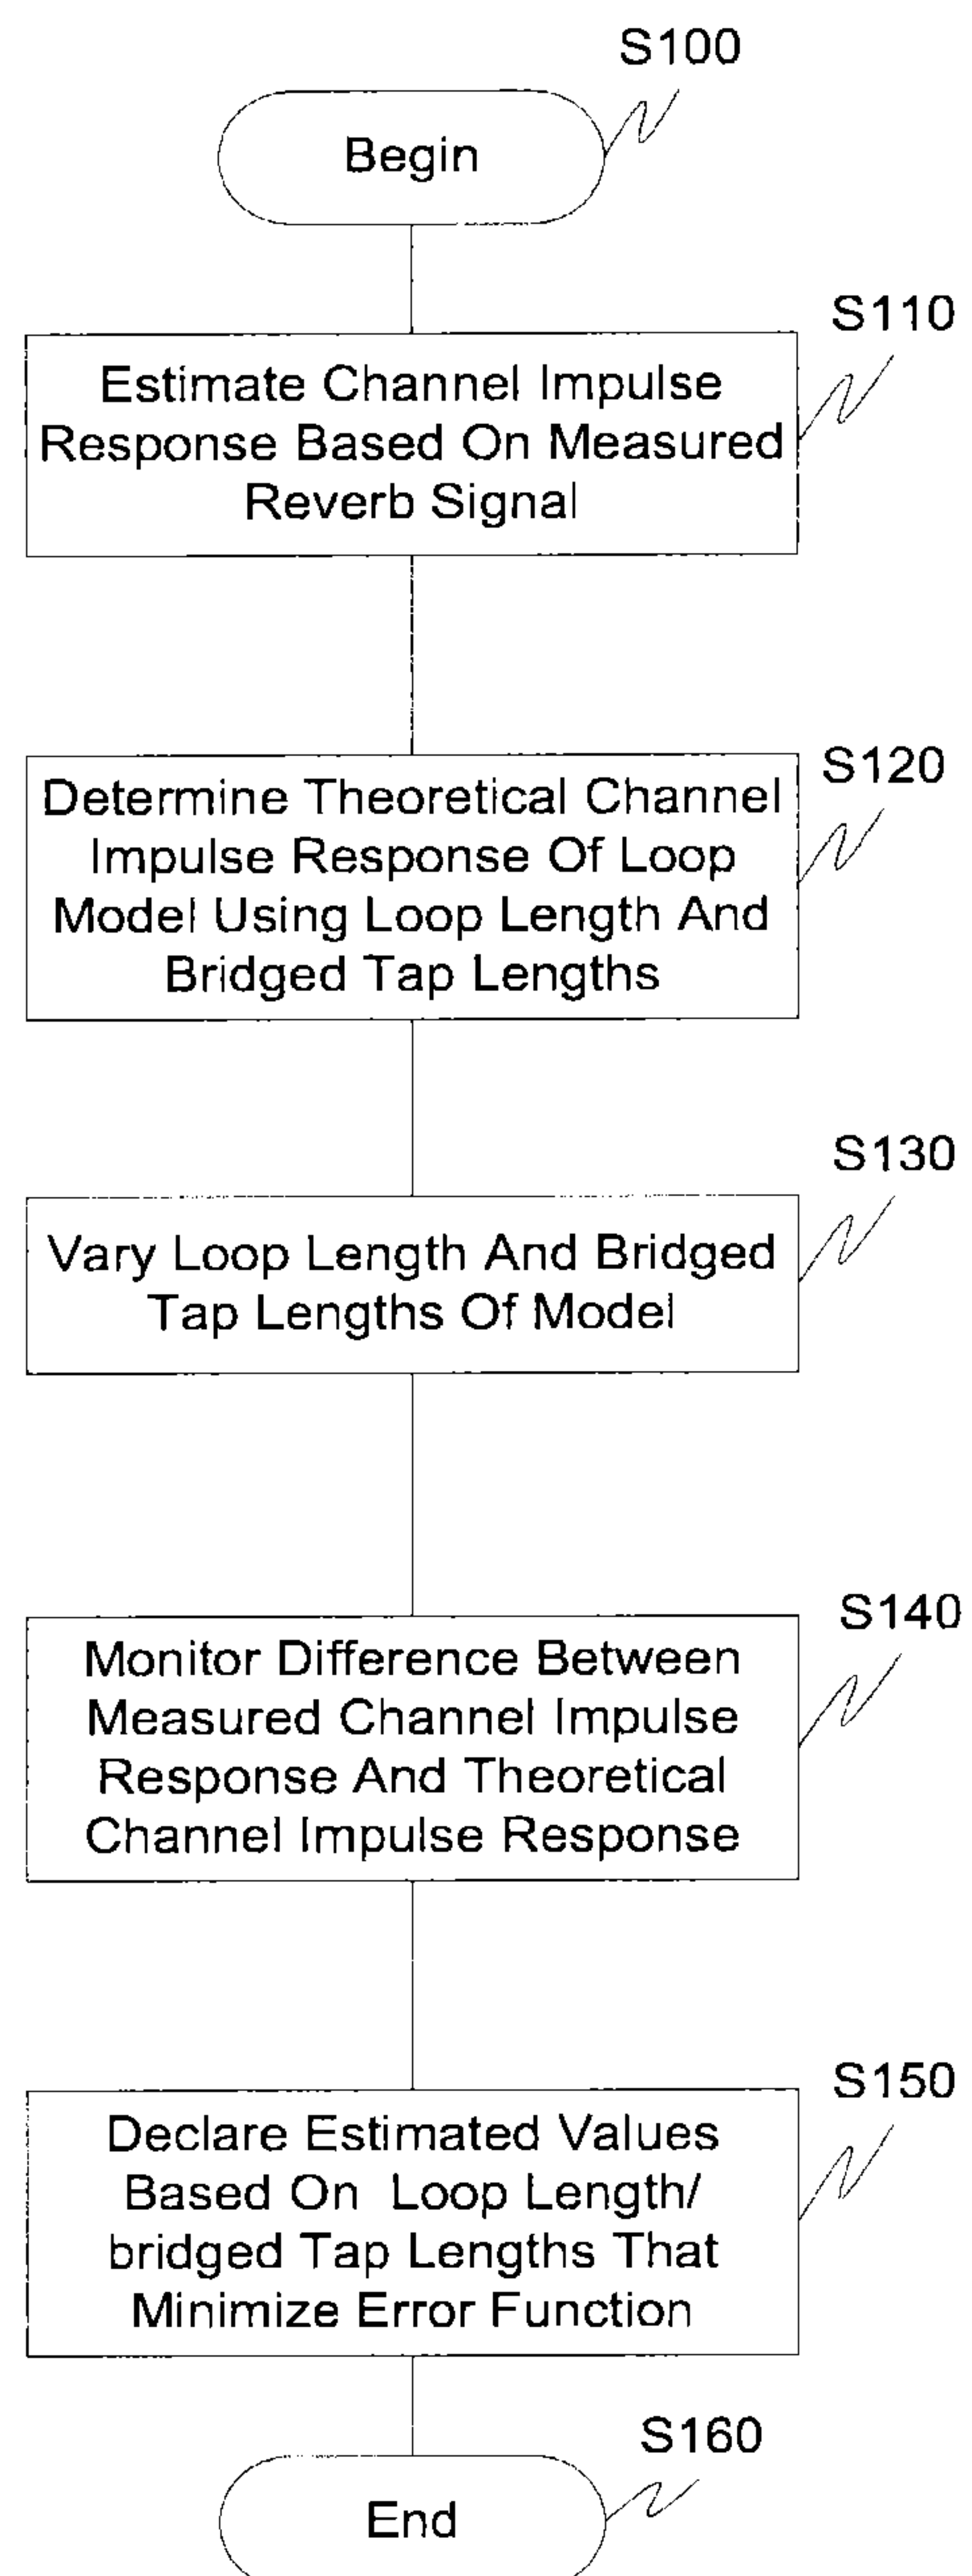 S100
Begin
S110
Estimate Channel Impulse
Response Based On Measured
Reverb Signal
S120
Determine Theoretical Channel
Impulse Response Of Loop
Model Using Loop Length And
Bridged Tap Lengths
S130
Vary Loop Length And Bridged
Tap Lengths Of Model
S140
Monitor Difference Between
Measured Channel Impulse
Response And Theoretical
Channel Impulse Response
S150
Declare Estimated Values
Based On Loop Length/
bridged Tap Lengths That
Minimize Error Function
S160
End